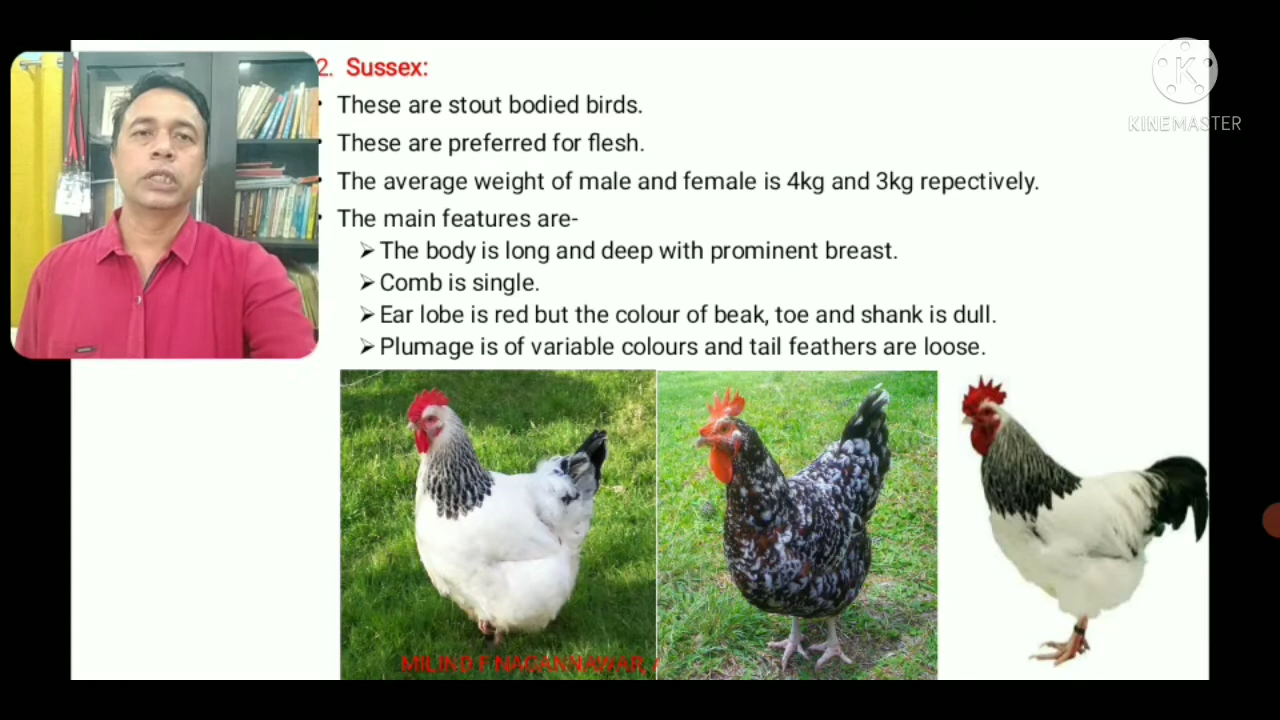 2. Sussex:
• These are stout bodied birds.
• These are preferred for flesh.
• The average weight of male and female is 4kg and 3kg repectively.
• The main features are-
➢ The body is long and deep with prominent breast.
➢ Comb is single.
➢ Ear lobe is red but the colour of beak, toe and shank is dull.
➢ Plumage is of variable colours and tail feathers are loose.
K
KINEMASTER
MILIND F NAGANNAWAR,